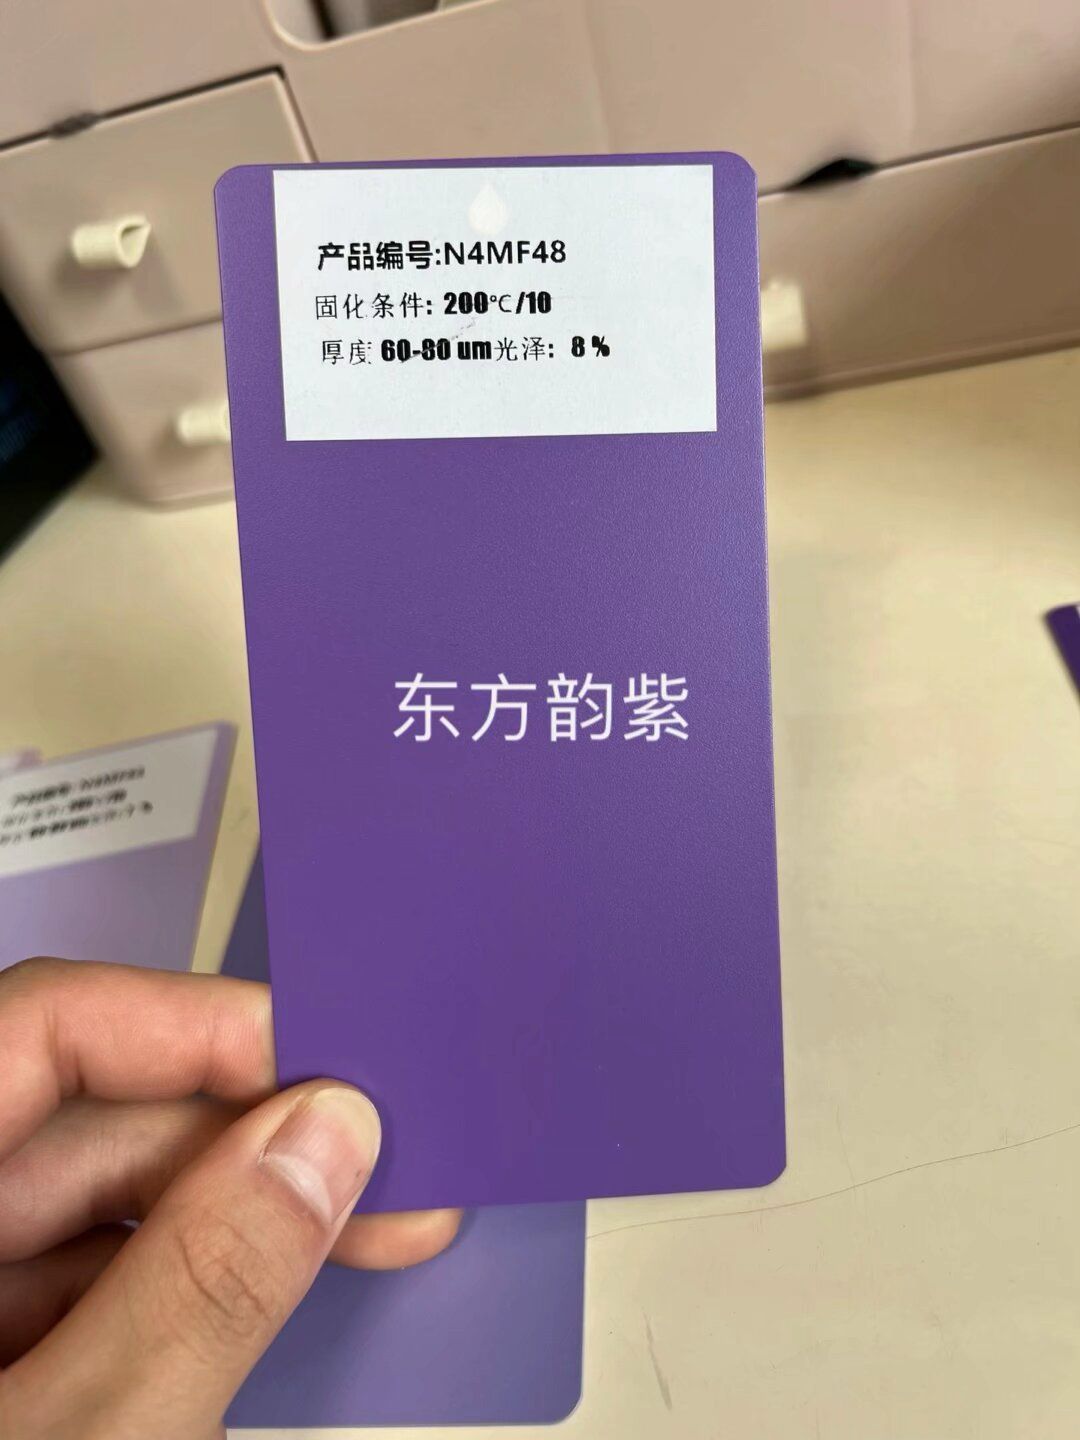 产品编号:N4MF48
固化条件: 200℃/10
厚度 60-80 um光泽: 8 %
东方韵紫